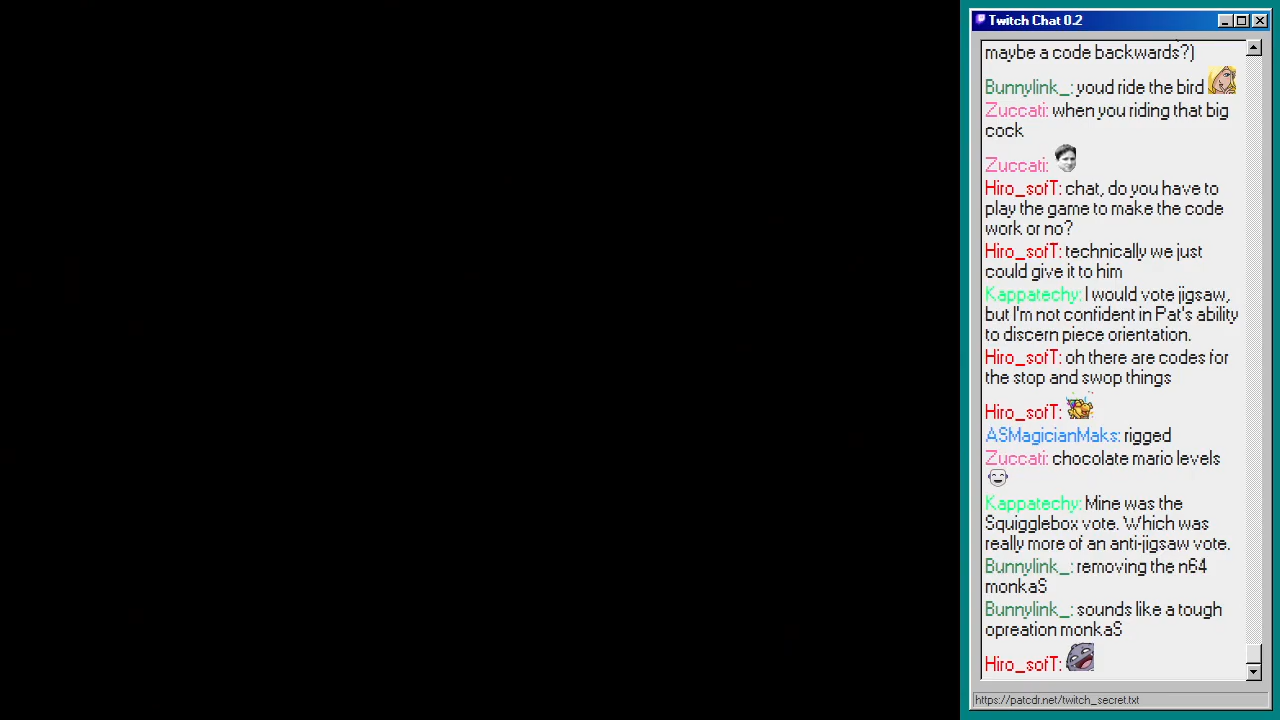 Twitch Chat 0.2
maybe a code backwards?)
Bunnylink_: youd ride the bird
Zuccati: when you riding that big
cock
Zuccati:
Hiro_sofT: chat, do you have to
play the game to make the code
work or no?
Hiro_sofT: technically we just
could give it to him
Kappatechy: I would vote jigsaw,
but I'm not confident in Pat's ability
to discern piece orientation.
Hiro_sofT: oh there are codes for
the stop and swop things
Hiro_sofT:
ASMagicianMaks: rigged
Zuccati: chocolate mario levels
Kappatechy: Mine was the
Squigglebox vote. Which was
really more of an anti-jigsaw vote.
Bunnylink_: removing the n64
monkaS
Bunnylink_: sounds like a tough
opreation monkaS
Hiro_sofT:
https://patcdr.net/twitch_secret.txt